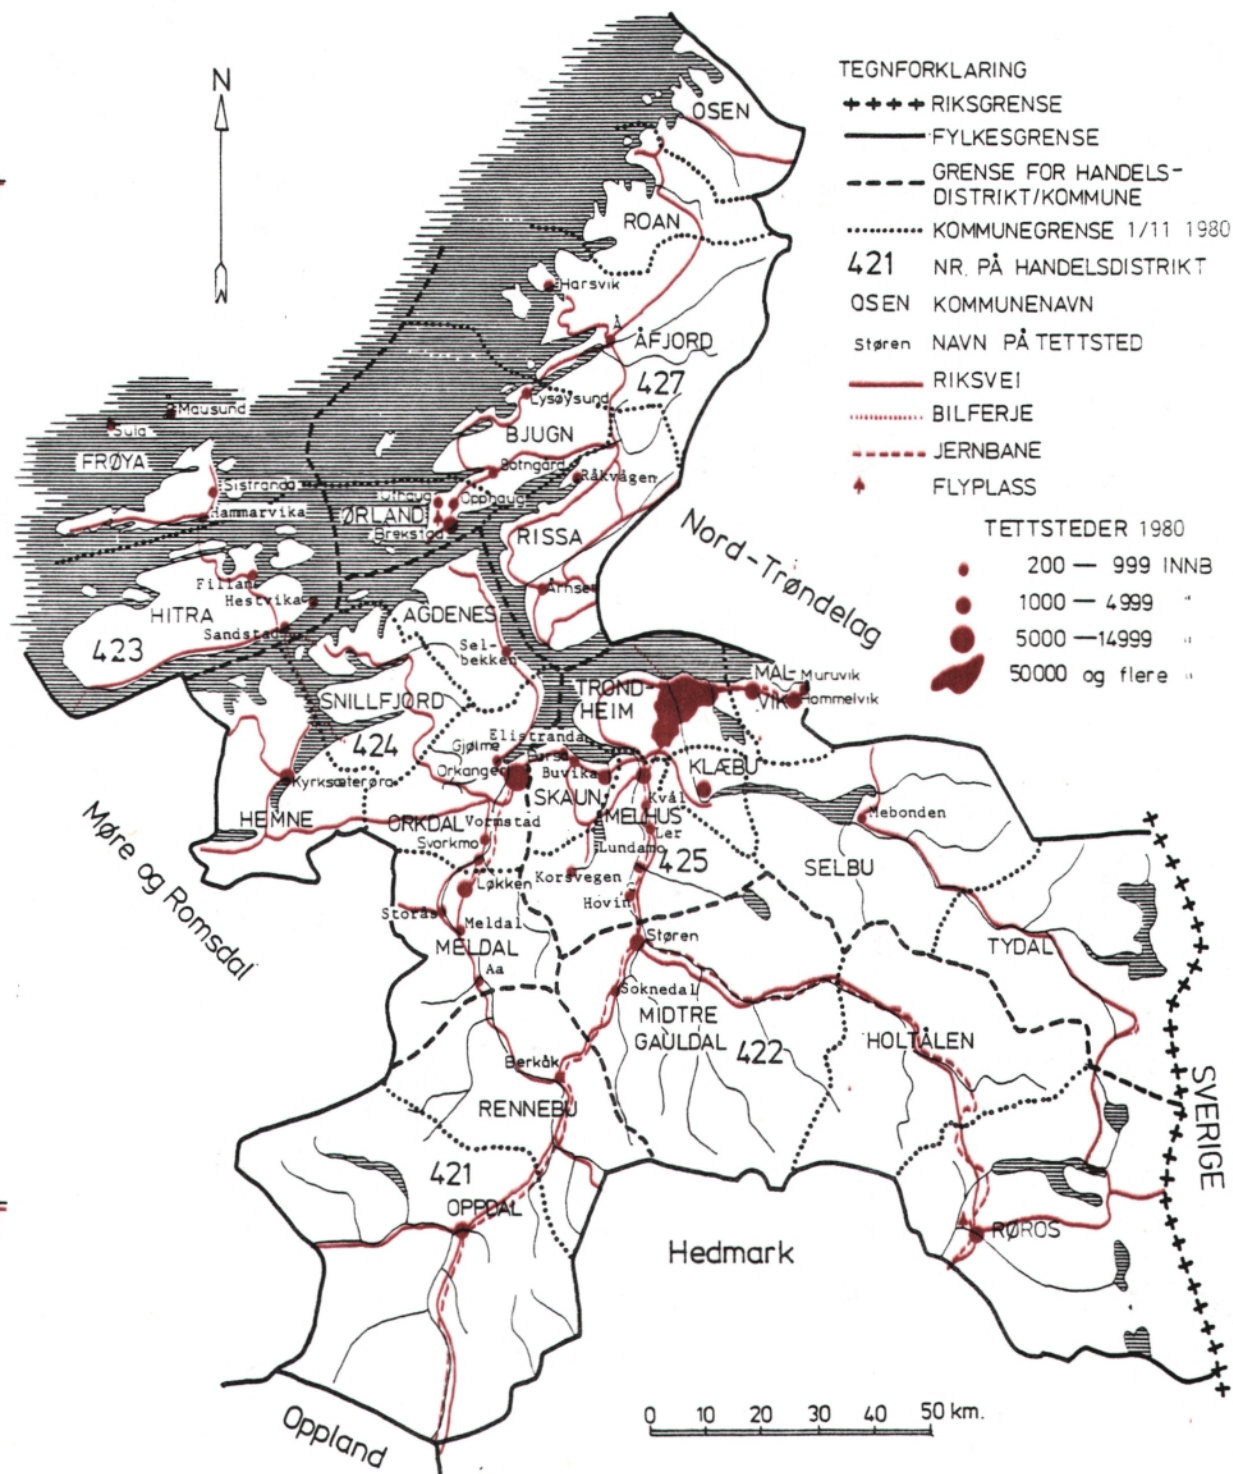 N
TEGNFORKLARING
RIKSGRENSE
FYLKESGRENSE
GRENSE FOR HANDELS-
DISTRIKT/KOMMUNE
KOMMUNEGRENSE 1/11 1980
421 NR. PÅ HANDELSDISTRIKT
OSEN KOMMUNENAVN
Støren NAVN PÅ TETTSTED
RIKSVEI
BILFERJE
JERNBANE
FLYPLASS
TETTSTEDER 1980
200 — 999 INNB
1000 — 4999 "
5000 — 14999 "
50000 og flere "
OSEN
ROAN
Harsvik
Å
ÅFJORD
427
Lysøysund
BJUGN
Mausund
Sula
FRØYA
Sistranda
Hammarvika
Botngård
Råkvågen
Uthaug
Opphaug
ØRLAND
Brekstad
RISSA
Nord-Trøndelag
Årnset
Fillan
Hestvika
HITRA
Sandstad
423
AGDENES
Sel-
bekken
SNILLFJORD
424
TROND-
HEIM
MAL-
VIK
Muruvik
Hommelvik
Elistranda
Gjølme
Børsa
Orkanger
Buvika
KLÆBU
Kyrksæterøra
SKAUN
Kvål
Mebonden
HEMNE
ORKDAL
Vormstad
MELHUS
Ler
Svorkmo
Lundamo
425
SELBU
Møre og Romsdal
Løkken
Korsvegen
Hovin
Storås
Meldal
MELDAL
Støren
TYDAL
Aa
Soknedal
MIDTRE
GAULDAL
422
HOLTÅLEN
Berkåk
RENNEBU
SVERIGE
421
OPPDAL
RØROS
Hedmark
Oppland
0 10 20 30 40 50 km.